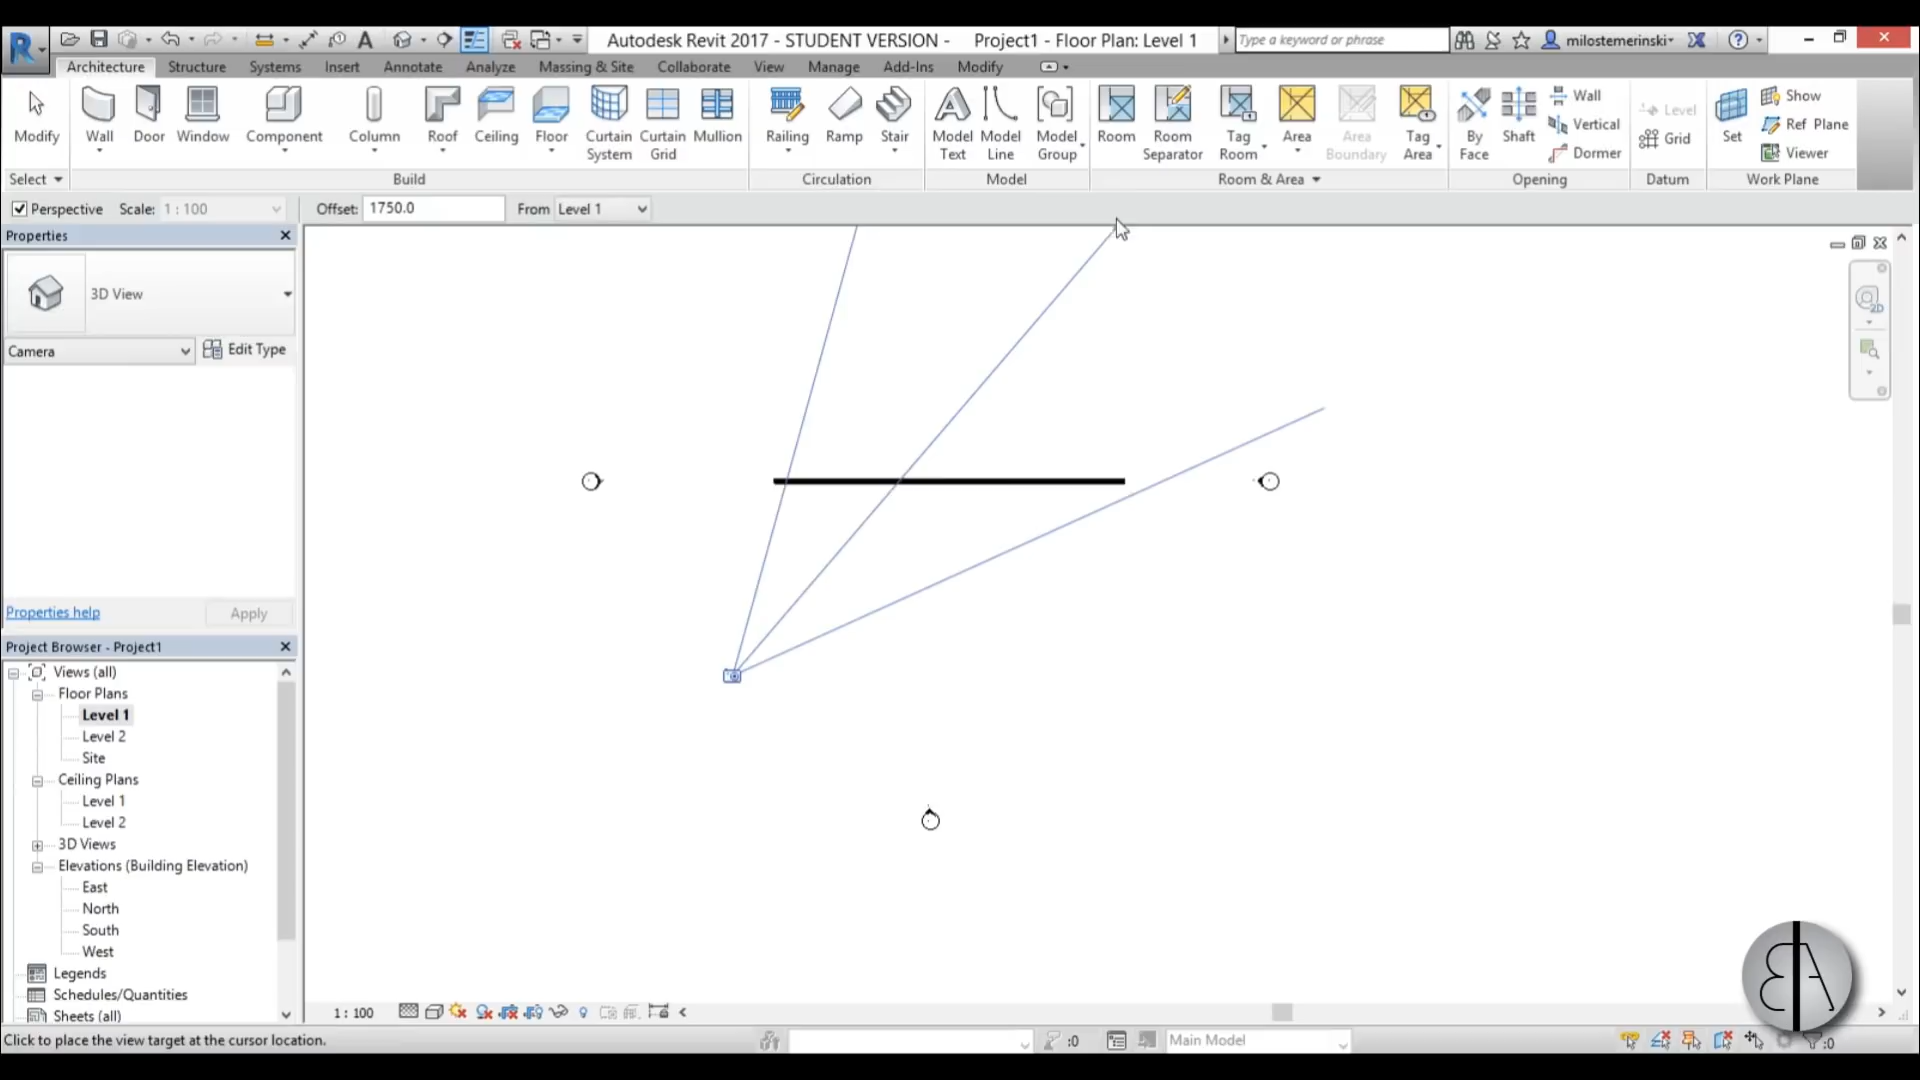 Autodesk Revit 2017 - STUDENT VERSION - Project1 - Floor Plan: Level 1
Type a keyword or phrase
milostemerinski
Architecture Structure Systems Insert Annotate Analyze Massing & Site Collaborate View Manage Add-Ins Modify
Modify
Wall
Door
Window
Component
Column
Roof
Ceiling
Floor
Curtain System
Curtain Grid
Mullion
Railing
Ramp
Stair
Model Text
Model Line
Model Group
Room
Room Separator
Tag Room
Area
Area Boundary
Tag Area
By Face
Shaft
Wall
Vertical
Dormer
Level
Grid
Set
Show
Ref Plane
Viewer
Select Build Circulation Model Room & Area Opening Datum Work Plane
Perspective Scale: 1 : 100 Offset: 1750.0 From Level 1
Properties
3D View
Camera Edit Type
Properties help Apply
Project Browser - Project1
Views (all)
Floor Plans
Level 1
Level 2
Site
Ceiling Plans
Level 1
Level 2
3D Views
Elevations (Building Elevation)
East
North
South
West
Legends
Schedules/Quantities
Sheets (all)
2D
1 : 100
Click to place the view target at the cursor location.
:0
Main Model
:0